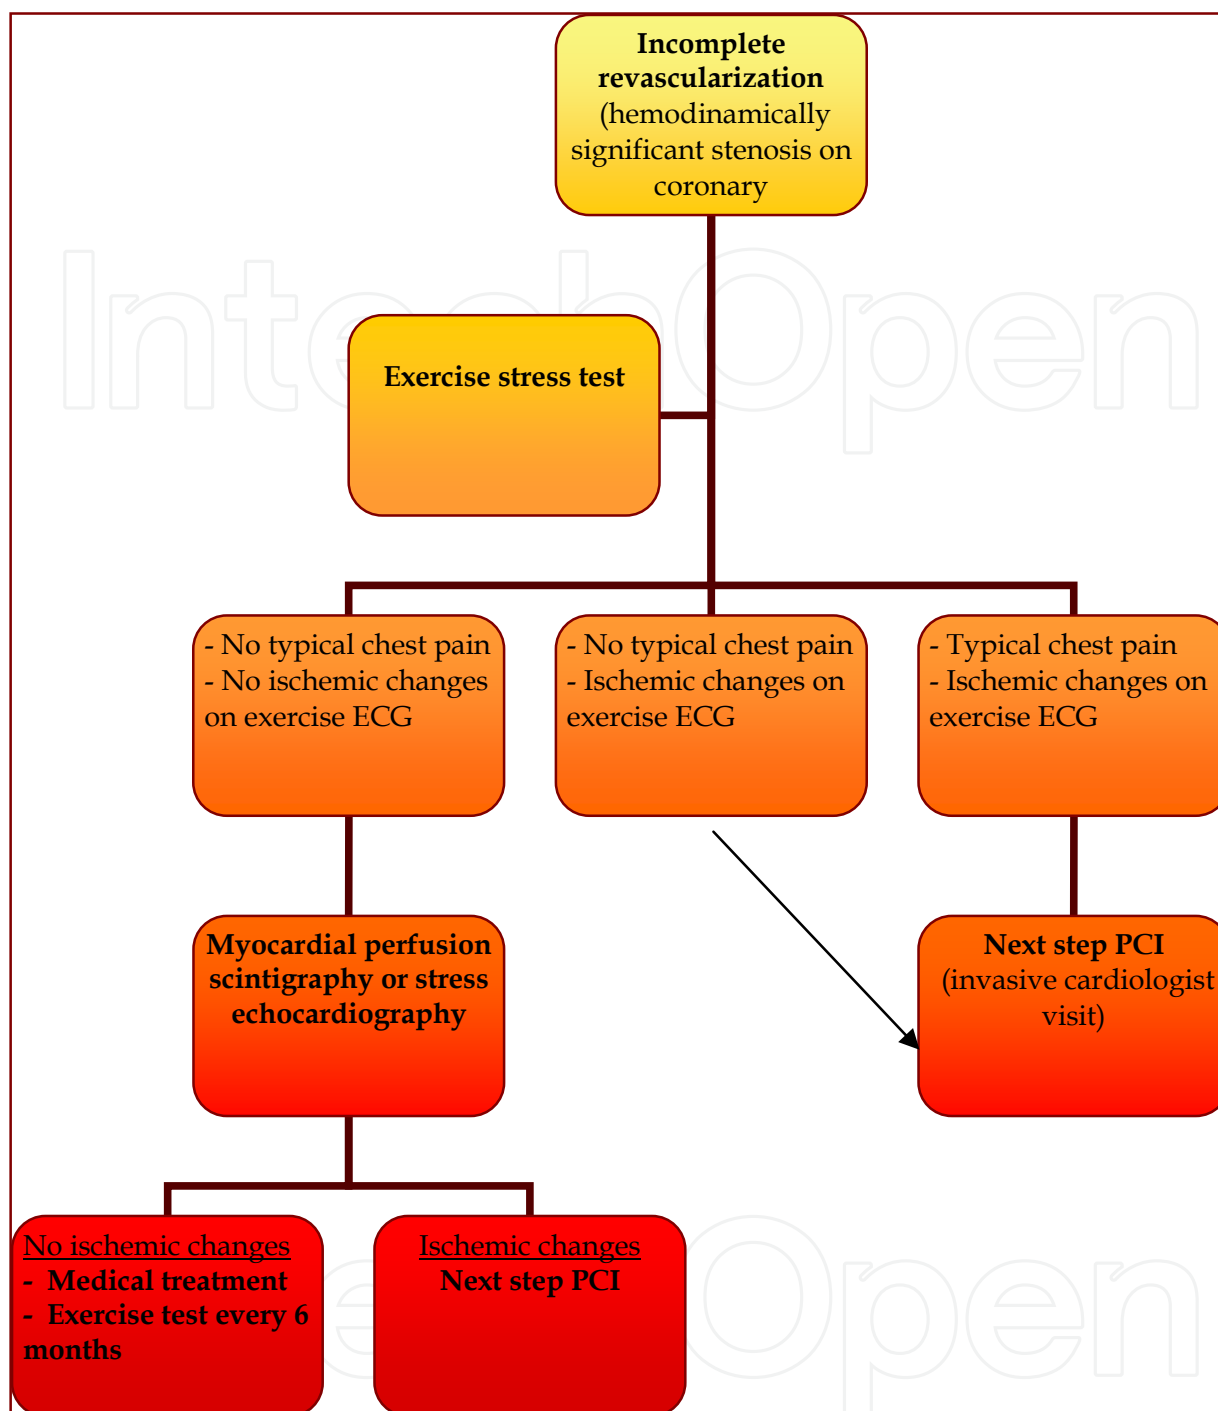 Incomplete
revascularization
(hemodinamically
significant stenosis on
coronary
IntechOpen
Exercise stress test
- No typical chest pain
- No ischemic changes
on exercise ECG
- No typical chest pain
- Ischemic changes on
exercise ECG
- Typical chest pain
- Ischemic changes on
exercise ECG
Myocardial perfusion
scintigraphy or stress
echocardiography
Next step PCI
(invasive cardiologist
visit)
No ischemic changes
- Medical treatment
- Exercise test every 6
months
Ischemic changes
Next step PCI
IntechOpen